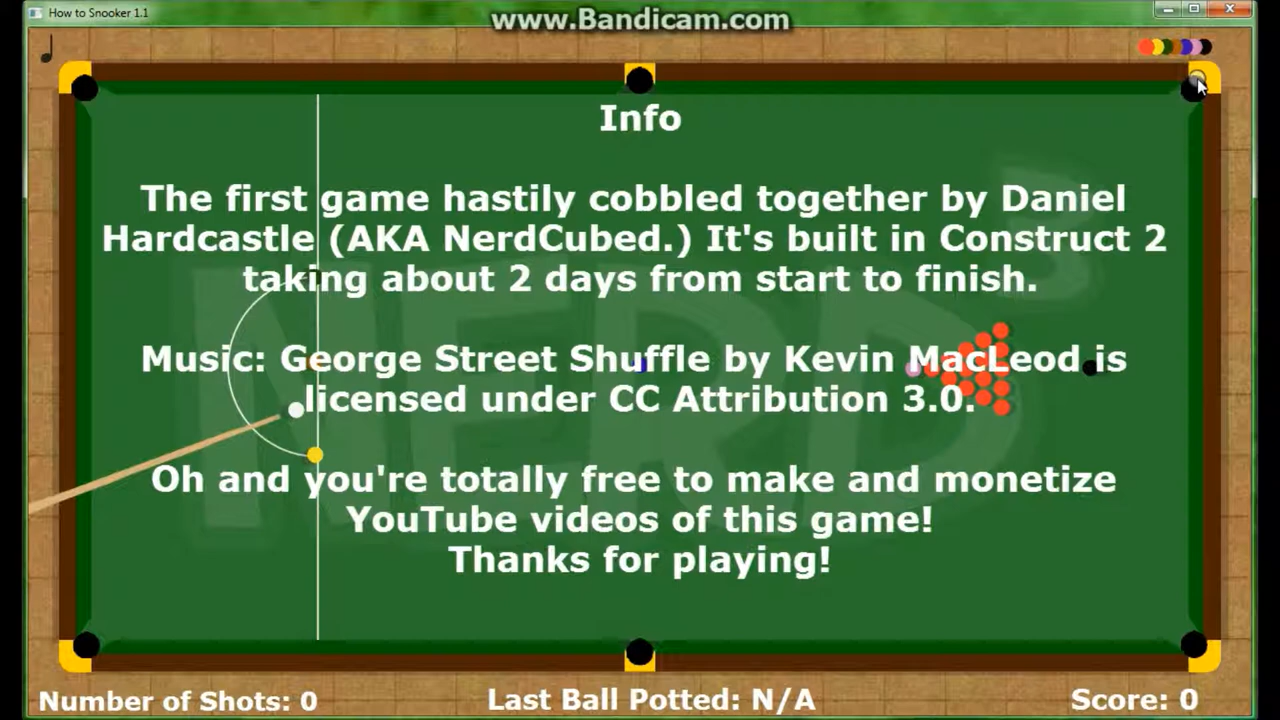 How to Snooker 1.1
www.Bandicam.com
Info
The first game hastily cobbled together by Daniel
Hardcastle (AKA NerdCubed.) It's built in Construct 2
taking about 2 days from start to finish.
Music: George Street Shuffle by Kevin MacLeod is
licensed under CC Attribution 3.0.
Oh and you're totally free to make and monetize
YouTube videos of this game!
Thanks for playing!
NERD3
Number of Shots: 0
Last Ball Potted: N/A
Score: 0